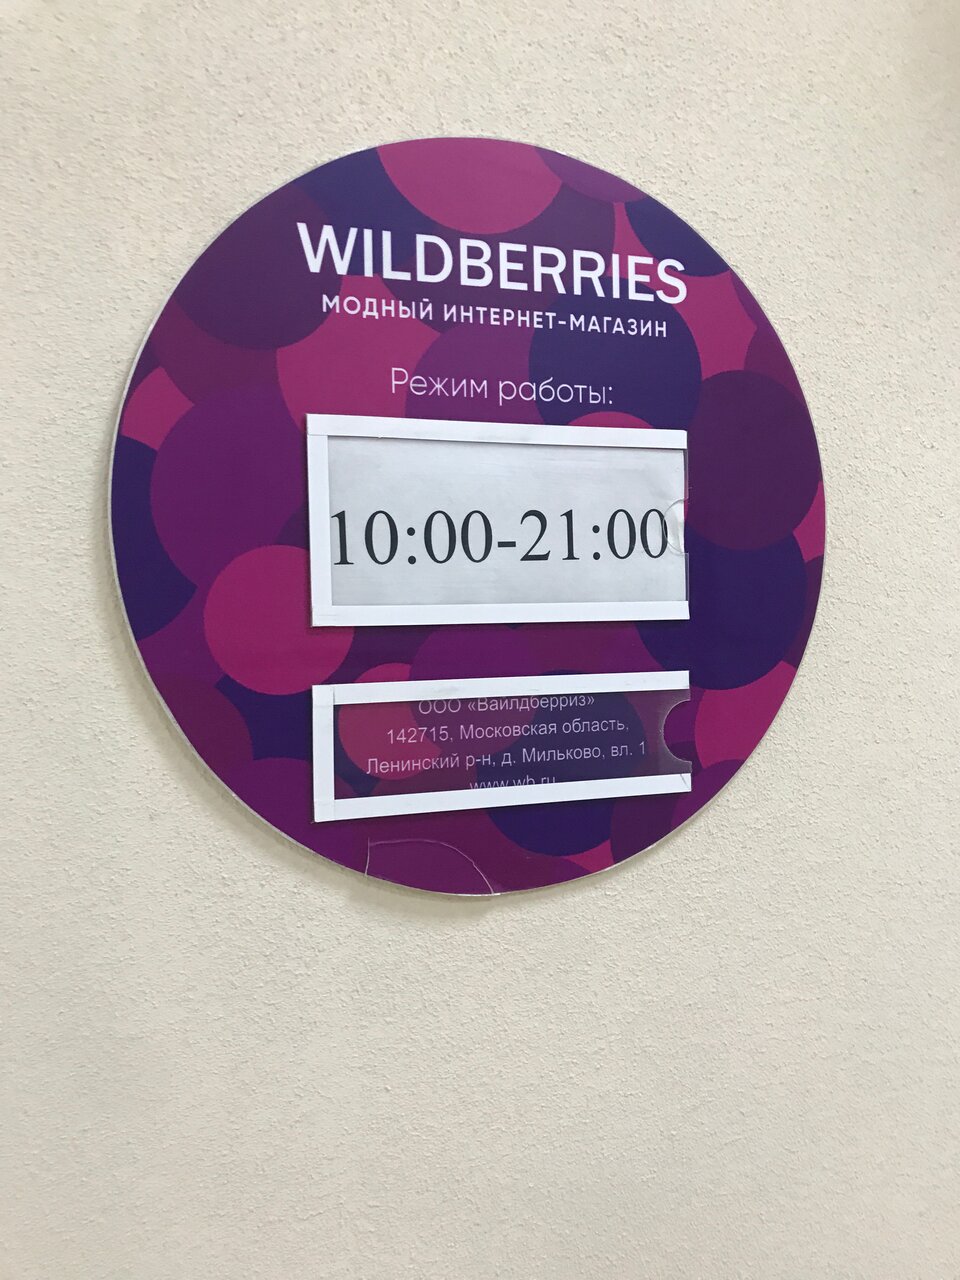 WILDBERRIES
МОДНЫЙ ИНТЕРНЕТ-МАГАЗИН
Режим работы:
10:00-21:00
ООО «Вайлдберриз»
142715, Московская область,
Ленинский р-н, д. Мильково, вл. 1
www.wb.ru